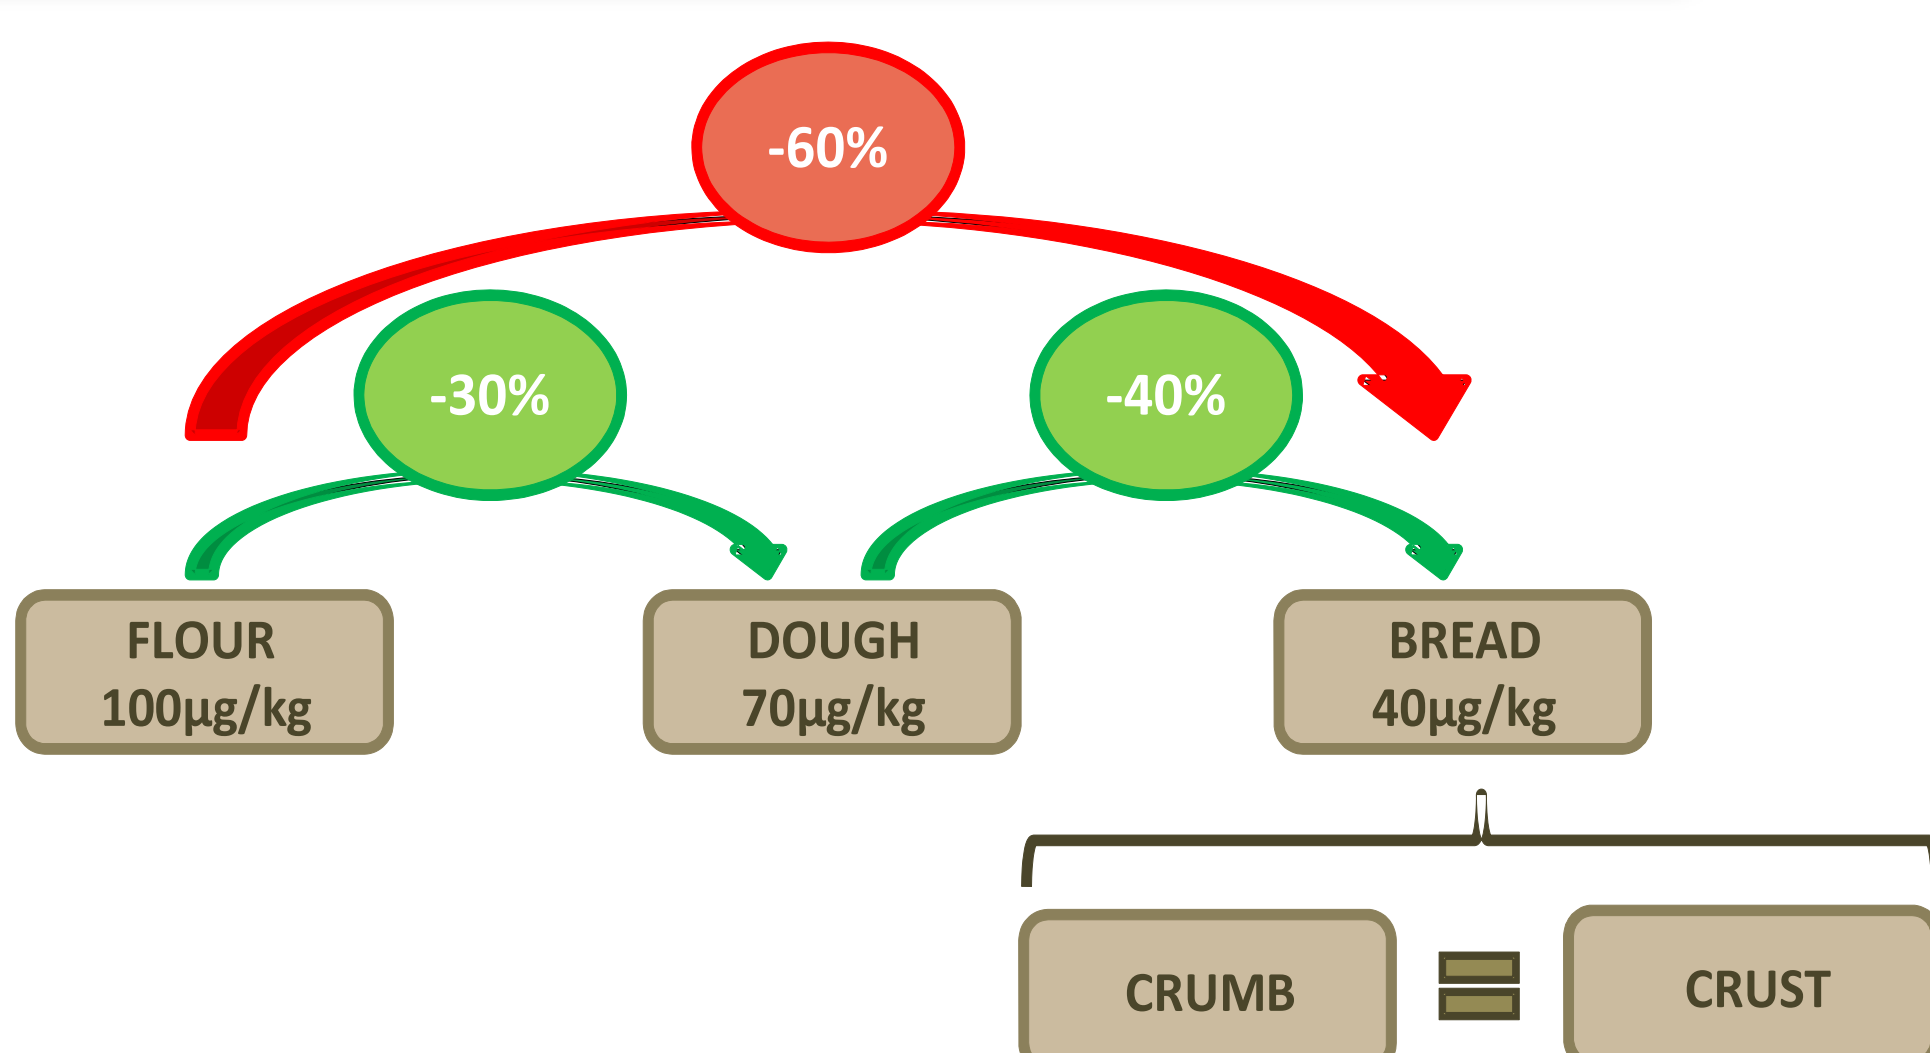 -60%
-30%
-40%
FLOUR
100µg/kg
DOUGH
70µg/kg
BREAD
40µg/kg
CRUMB
CRUST